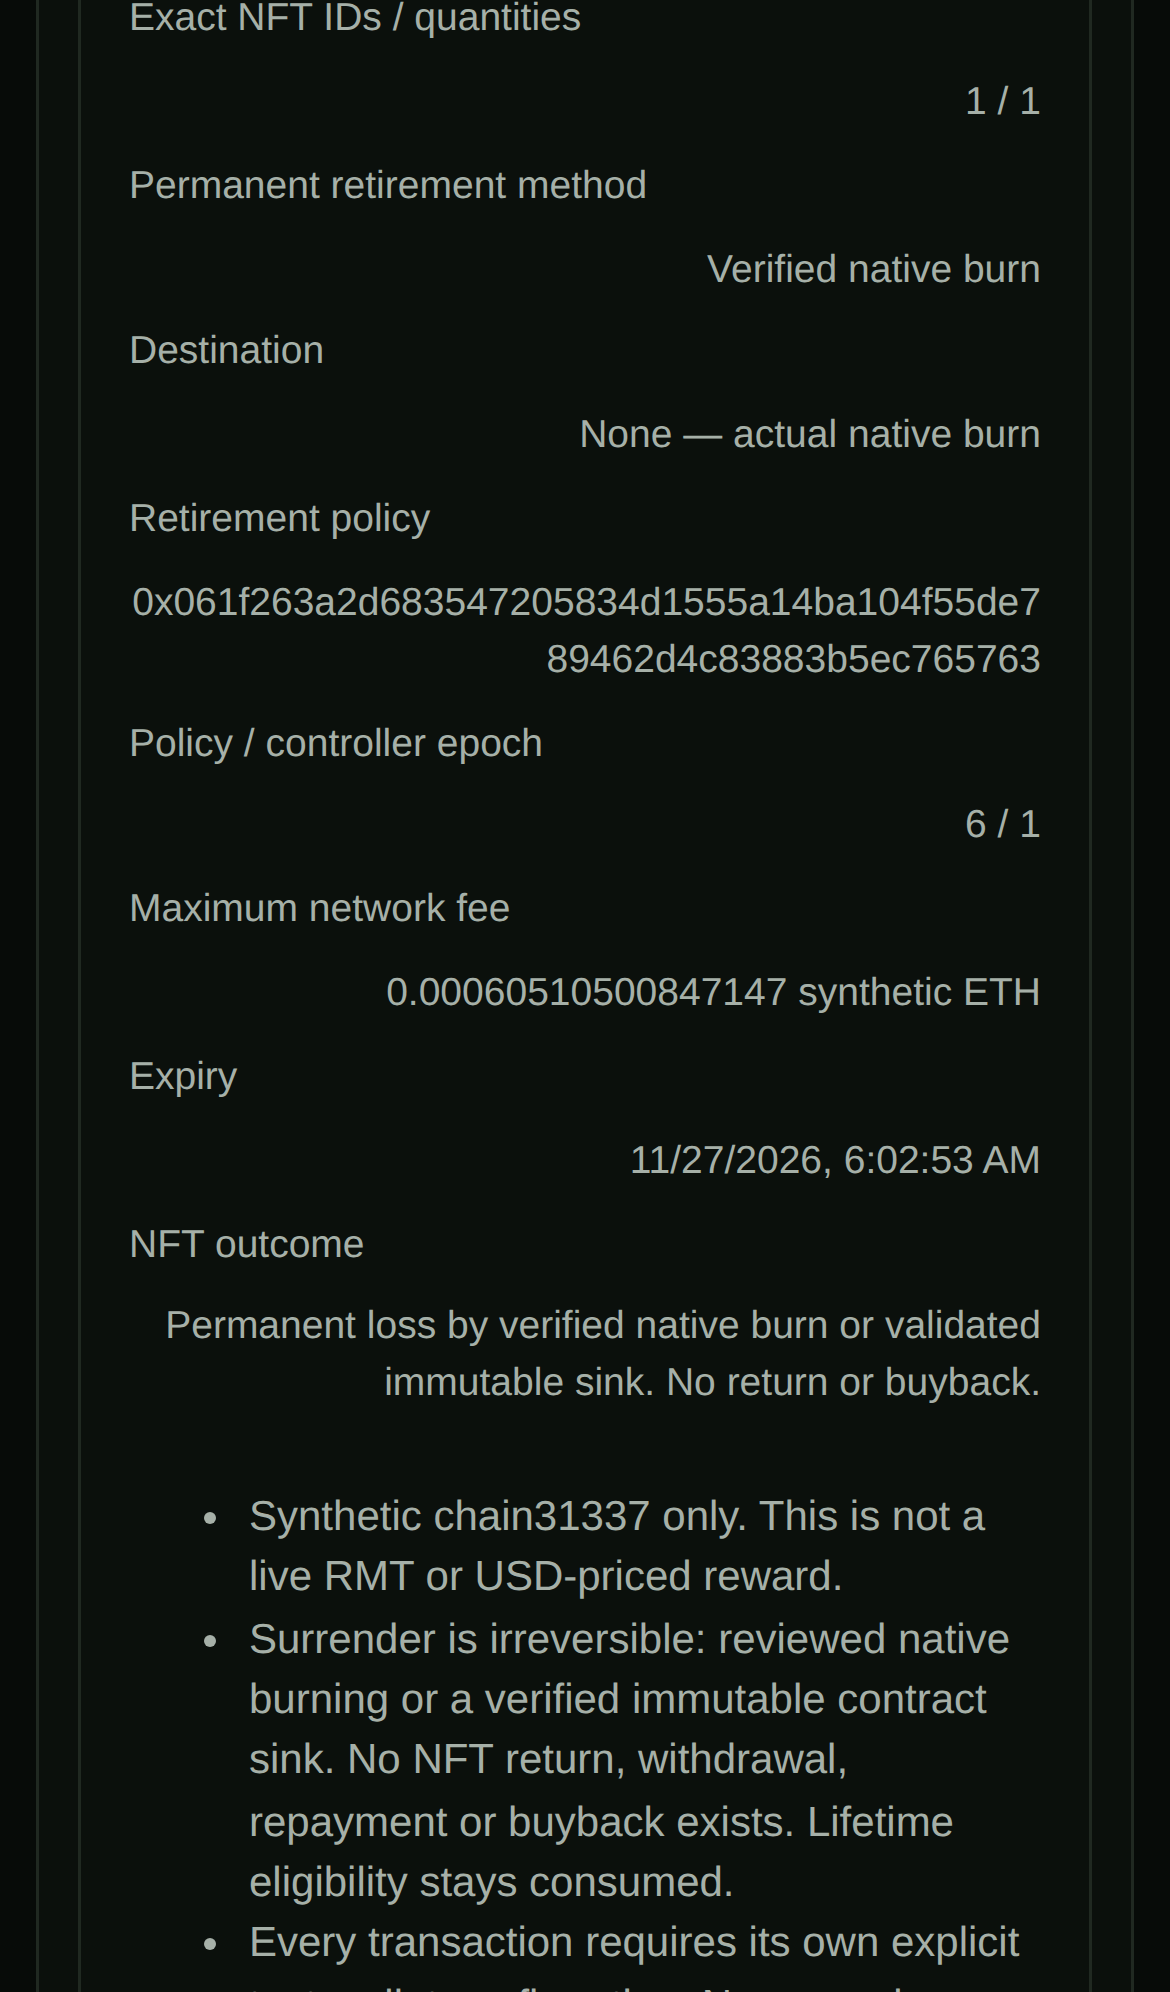 Exact NFT IDs / quantities
1 / 1
Permanent retirement method
Verified native burn
Destination
None — actual native burn
Retirement policy
0x061f263a2d683547205834d1555a14ba104f55de7
89462d4c83883b5ec765763
Policy / controller epoch
6 / 1
Maximum network fee
0.00060510500847147 synthetic ETH
Expiry
11/27/2026, 6:02:53 AM
NFT outcome
Permanent loss by verified native burn or validated
immutable sink. No return or buyback.
• Synthetic chain31337 only. This is not a
live RMT or USD-priced reward.
• Surrender is irreversible: reviewed native
burning or a verified immutable contract
sink. No NFT return, withdrawal,
repayment or buyback exists. Lifetime
eligibility stays consumed.
• Every transaction requires its own explicit